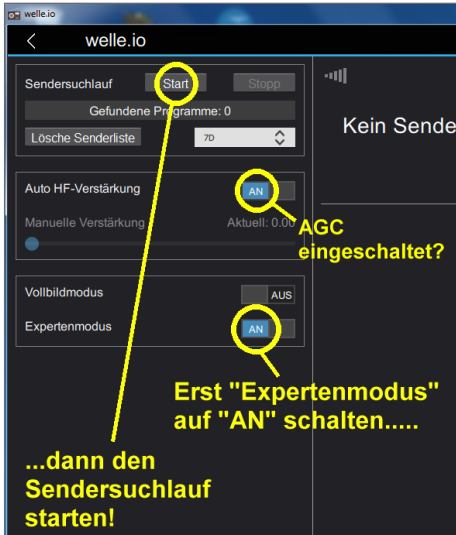 welle.io
welle.io
Sendersuchlauf Start Stopp
Gefundene Programme: 0
Lösche Senderliste 7D
Kein Sende
Auto HF-Verstärkung AN
Manuelle Verstärkung Aktuell: 0.00
AGC
eingeschaltet?
Vollbildmodus AUS
Expertenmodus AN
Erst "Expertenmodus"
auf "AN" schalten.....
...dann den
Sendersuchlauf
starten!